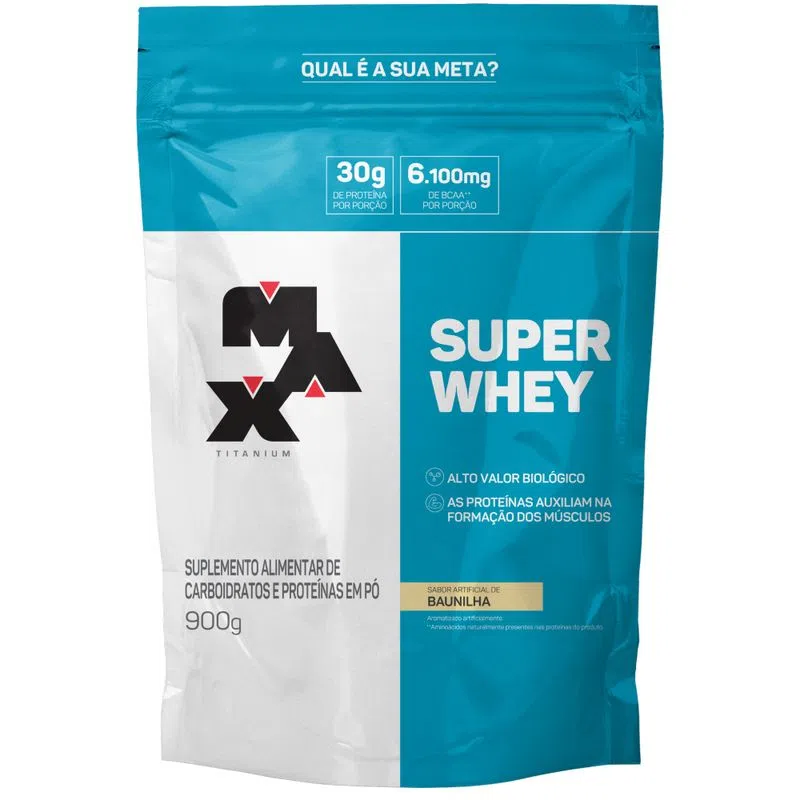 QUAL É A SUA META?
30g
DE PROTEÍNA
POR PORÇÃO
6.100mg
DE BCAA**
POR PORÇÃO
MAX
TITANIUM
SUPER
WHEY
ALTO VALOR BIOLÓGICO
AS PROTEÍNAS AUXILIAM NA
FORMAÇÃO DOS MÚSCULOS
SUPLEMENTO ALIMENTAR DE
CARBOIDRATOS E PROTEÍNAS EM PÓ
900g
SABOR ARTIFICIAL DE
BAUNILHA
Aromatizado artificialmente.
**Aminoácidos naturalmente presentes nas proteínas do produto.